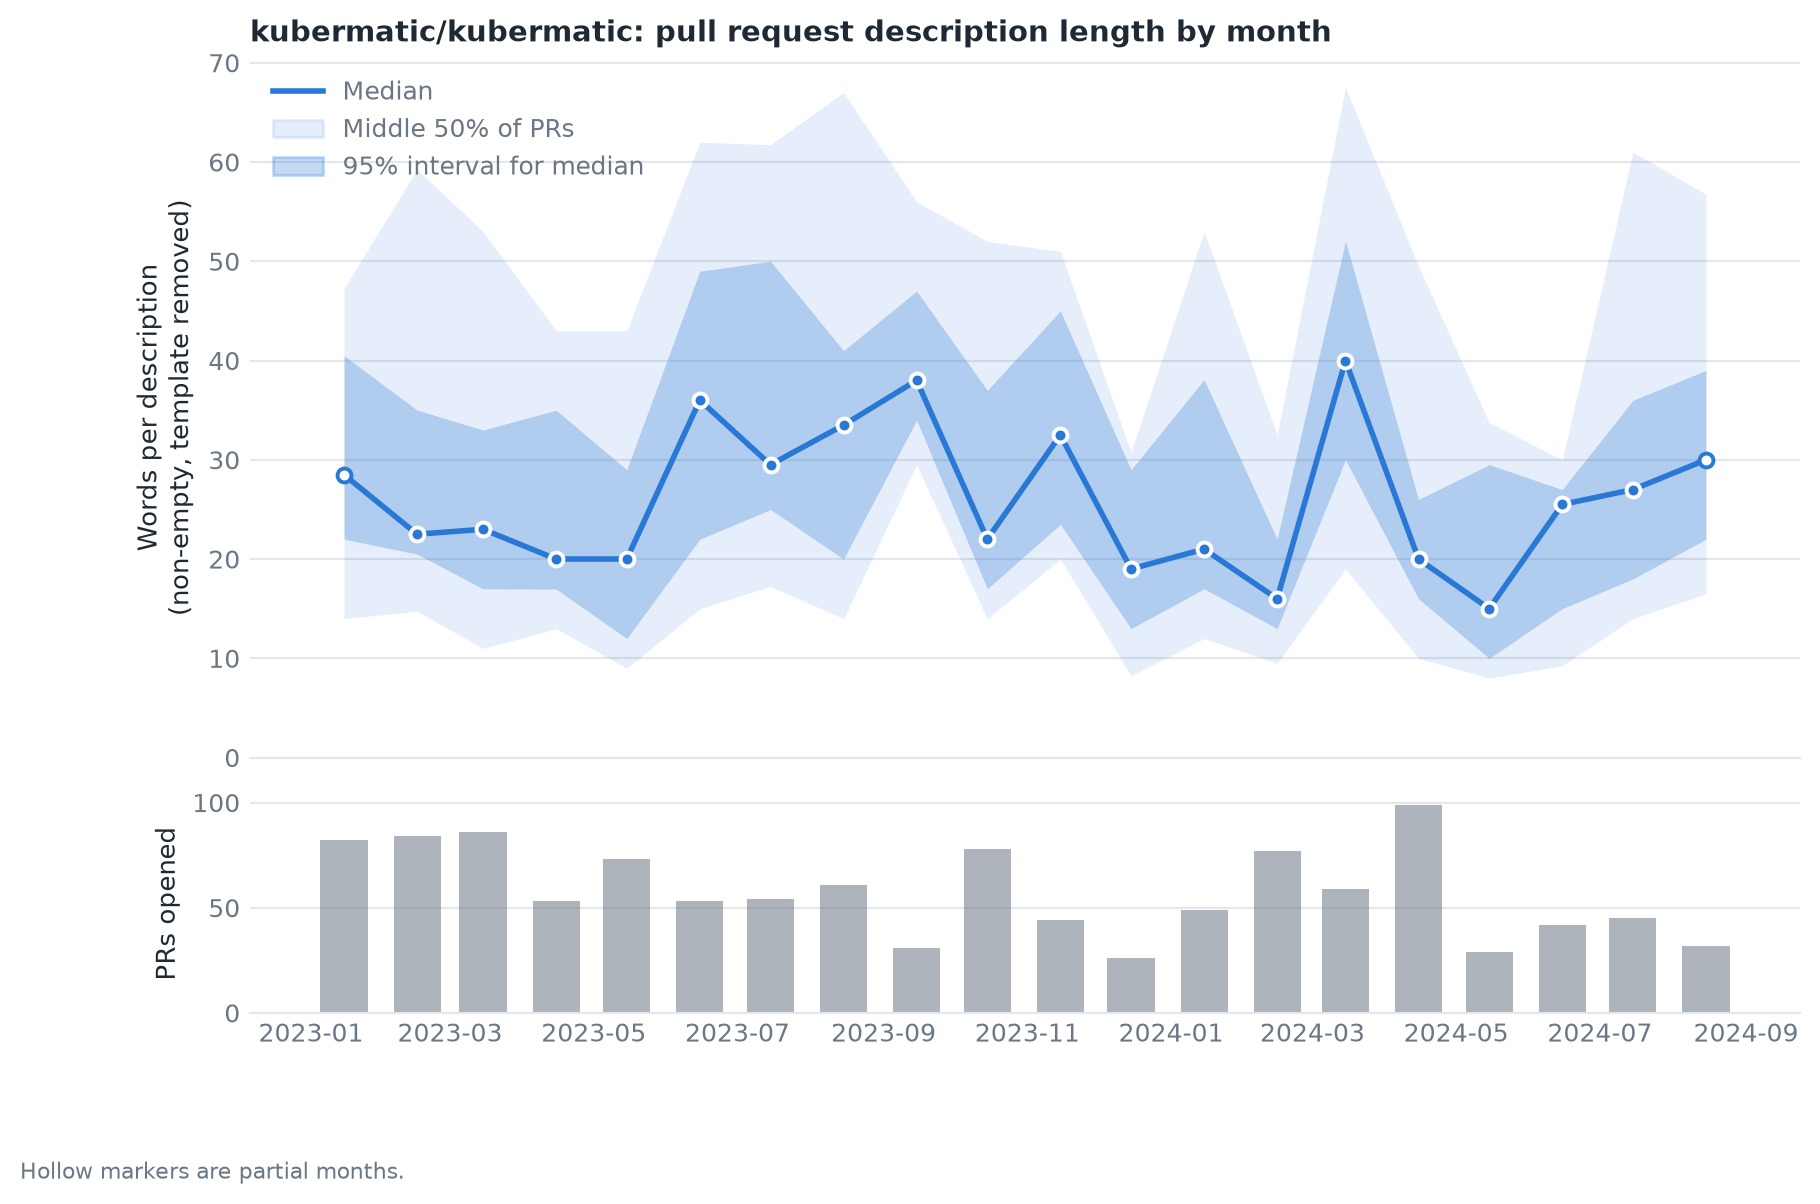 kubermatic/kubermatic: pull request description length by month
Median
Middle 50% of PRs
95% interval for median
Words per description
(non-empty, template removed)
70
60
50
40
30
20
10
0
PRs opened
100
50
0
2023-01 2023-03 2023-05 2023-07 2023-09 2023-11 2024-01 2024-03 2024-05 2024-07 2024-09
Hollow markers are partial months.